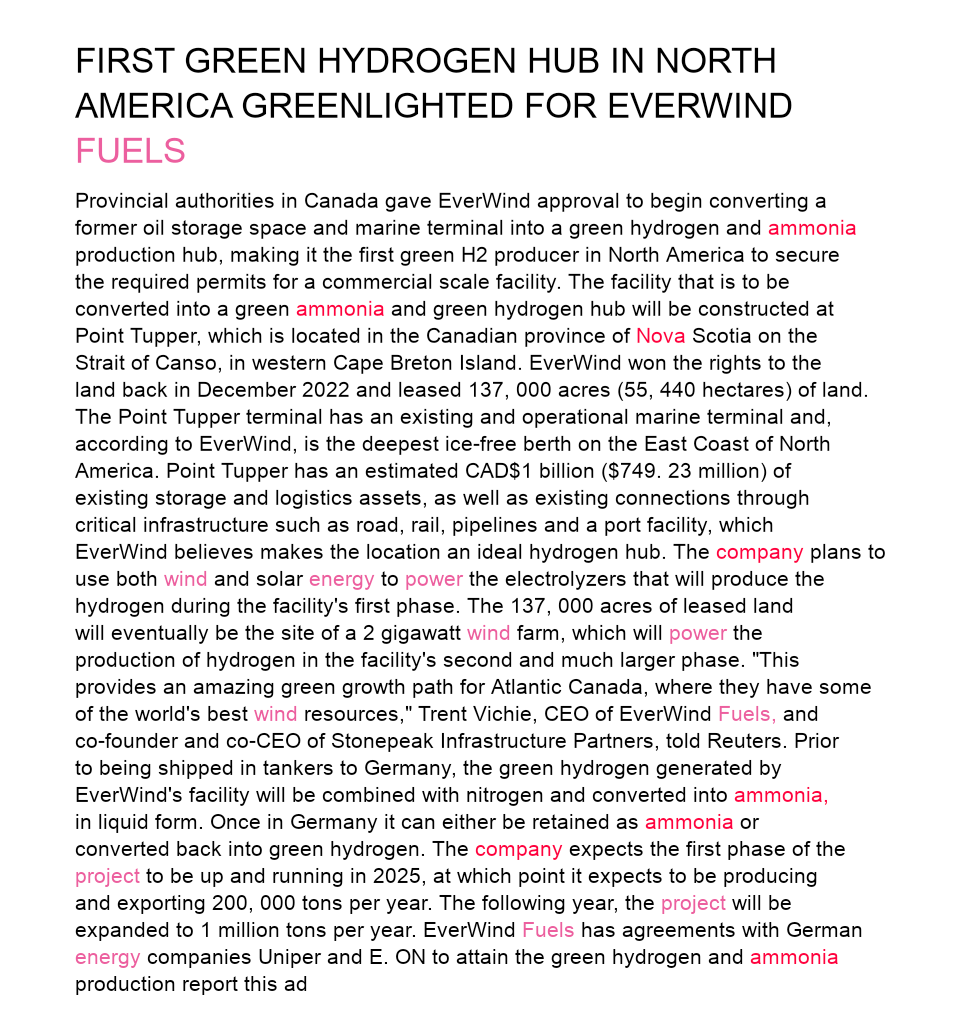 FIRST GREEN HYDROGEN HUB IN NORTH
AMERICA GREENLIGHTED FOR EVERWIND
FUELS
Provincial authorities in Canada gave EverWind approval to begin converting a
former oil storage space and marine terminal into a green hydrogen and ammonia
production hub, making it the first green H2 producer in North America to secure
the required permits for a commercial scale facility. The facility that is to be
converted into a green ammonia and green hydrogen hub will be constructed at
Point Tupper, which is located in the Canadian province of Nova Scotia on the
Strait of Canso, in western Cape Breton Island. EverWind won the rights to the
land back in December 2022 and leased 137, 000 acres (55, 440 hectares) of land.
The Point Tupper terminal has an existing and operational marine terminal and,
according to EverWind, is the deepest ice-free berth on the East Coast of North
America. Point Tupper has an estimated CAD$1 billion ($749. 23 million) of
existing storage and logistics assets, as well as existing connections through
critical infrastructure such as road, rail, pipelines and a port facility, which
EverWind believes makes the location an ideal hydrogen hub. The company plans to
use both wind and solar energy to power the electrolyzers that will produce the
hydrogen during the facility's first phase. The 137, 000 acres of leased land
will eventually be the site of a 2 gigawatt wind farm, which will power the
production of hydrogen in the facility's second and much larger phase. "This
provides an amazing green growth path for Atlantic Canada, where they have some
of the world's best wind resources," Trent Vichie, CEO of EverWind Fuels, and
co-founder and co-CEO of Stonepeak Infrastructure Partners, told Reuters. Prior
to being shipped in tankers to Germany, the green hydrogen generated by
EverWind's facility will be combined with nitrogen and converted into ammonia,
in liquid form. Once in Germany it can either be retained as ammonia or
converted back into green hydrogen. The company expects the first phase of the
project to be up and running in 2025, at which point it expects to be producing
and exporting 200, 000 tons per year. The following year, the project will be
expanded to 1 million tons per year. EverWind Fuels has agreements with German
energy companies Uniper and E. ON to attain the green hydrogen and ammonia
production report this ad